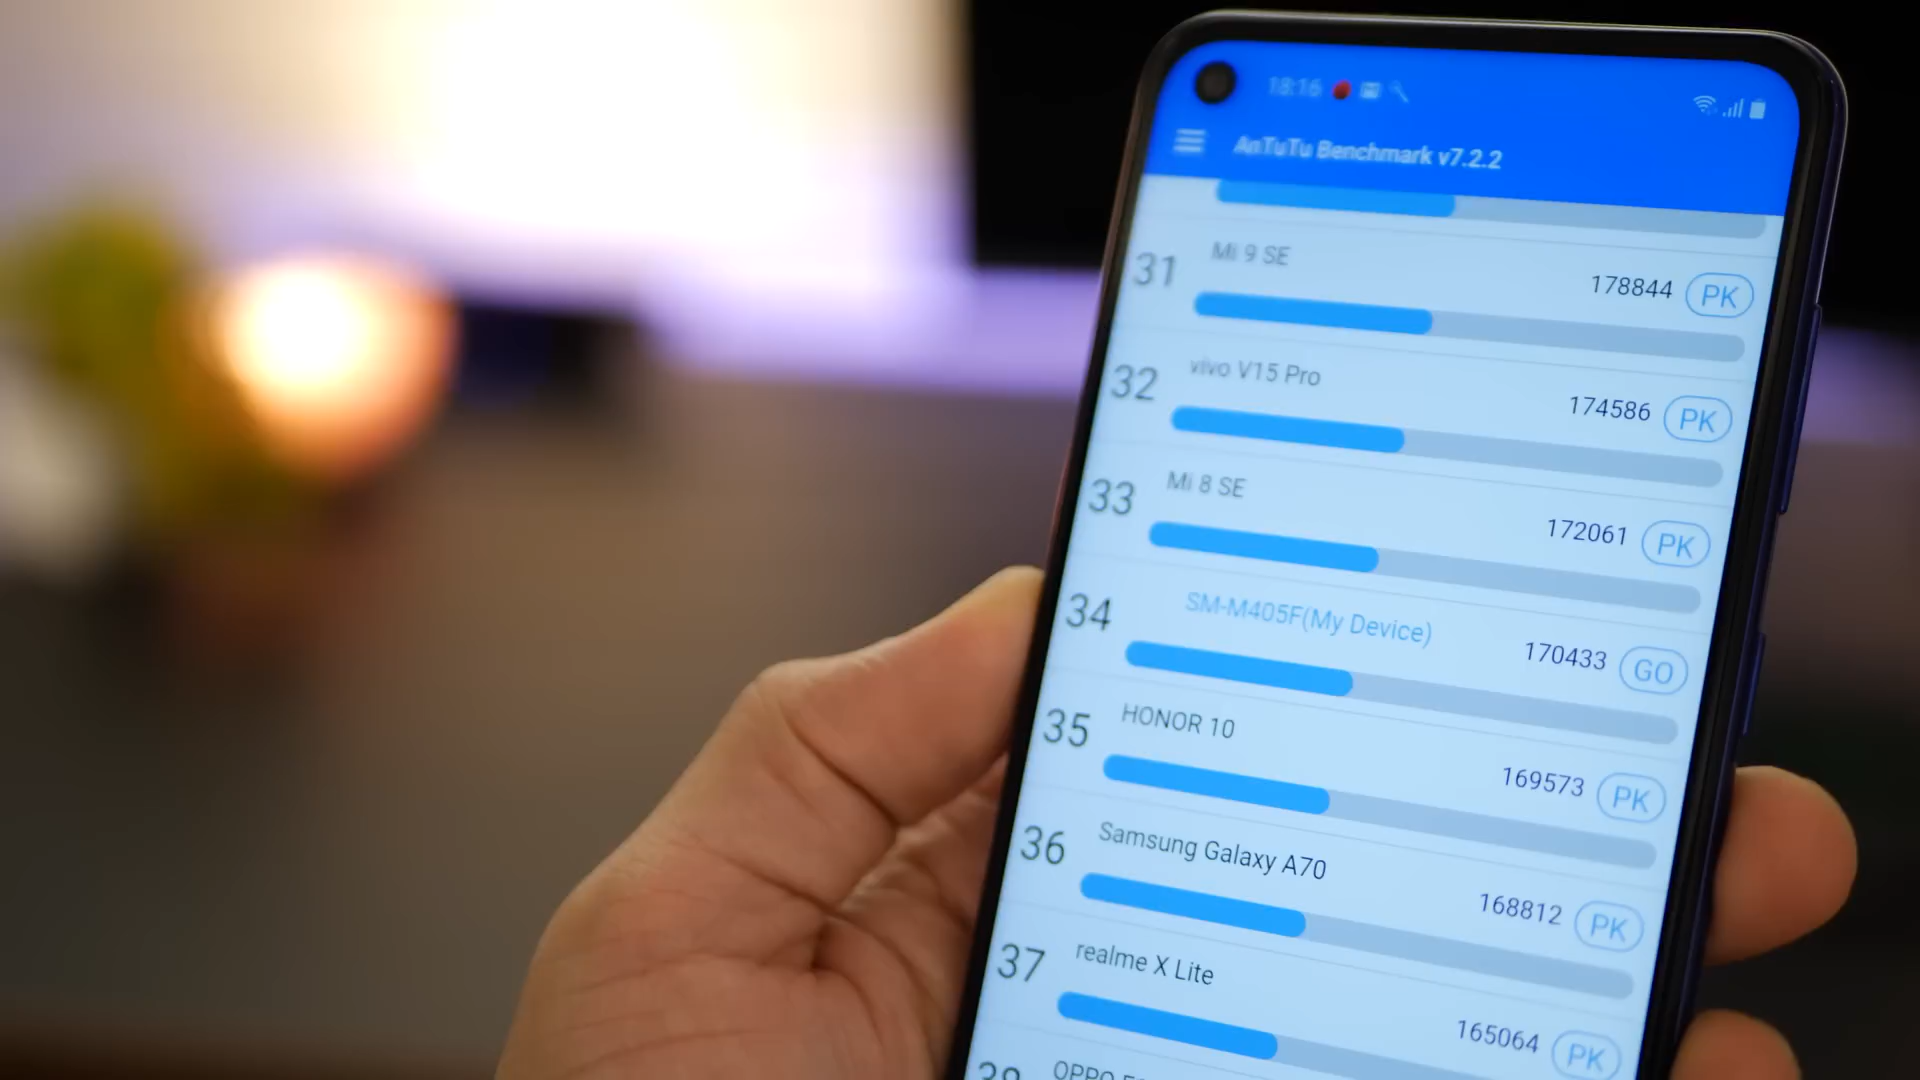 18:16
AnTuTu Benchmark v7.2.2
31 Mi 9 SE 178844 PK
32 vivo V15 Pro 174586 PK
33 Mi 8 SE 172061 PK
34 SM-M405F(My Device) 170433 GO
35 HONOR 10 169573 PK
36 Samsung Galaxy A70 168812 PK
37 realme X Lite 165064 PK
38 OPPO